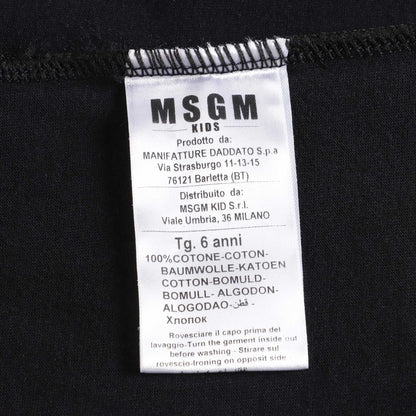 MSGM
KIDS
Prodotto da:
MANIFATTURE DADDATO S.p.a
Via Strasburgo 11-13-15
76121 Barletta (BT)
Distribuito da:
MSGM KID S.r.l.
Viale Umbria, 36 MILANO
Tg. 6 anni
100%COTONE-COTON-
BAUMWOLLE-KATOEN
COTTON-BOMULD-
BOMULL- ALGODON-
ALOGODAO-قطن-
Хлопок
Rovesciare il capo prima del
lavaggio-Turn the garment inside out
before washing - Stirare sul
rovescio-Ironing on opposit side